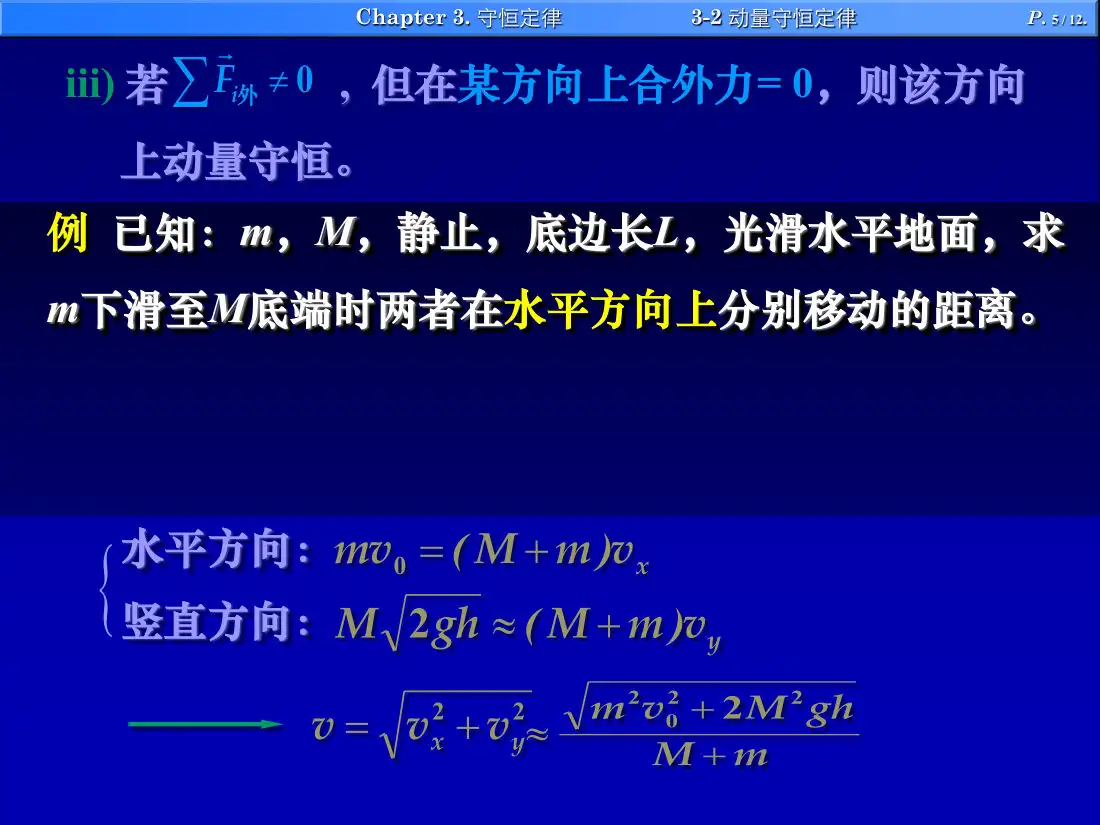 Chapter 3. 守恒定律 3-2 动量守恒定律 P. 5 / 12.
iii) 若 ∑F⃗ᵢ外 ≠ 0 , 但在某方向上合外力= 0，则该方向
上动量守恒。
例 已知：m，M，静止，底边长L，光滑水平地面，求
m下滑至M底端时两者在水平方向上分别移动的距离。
水平方向：mv₀ = (M + m)vₓ
竖直方向：M√(2gh) ≈ (M + m)v_y
v = √(vₓ² + v_y²) ≈ √(m²v₀² + 2M²gh) / (M + m)